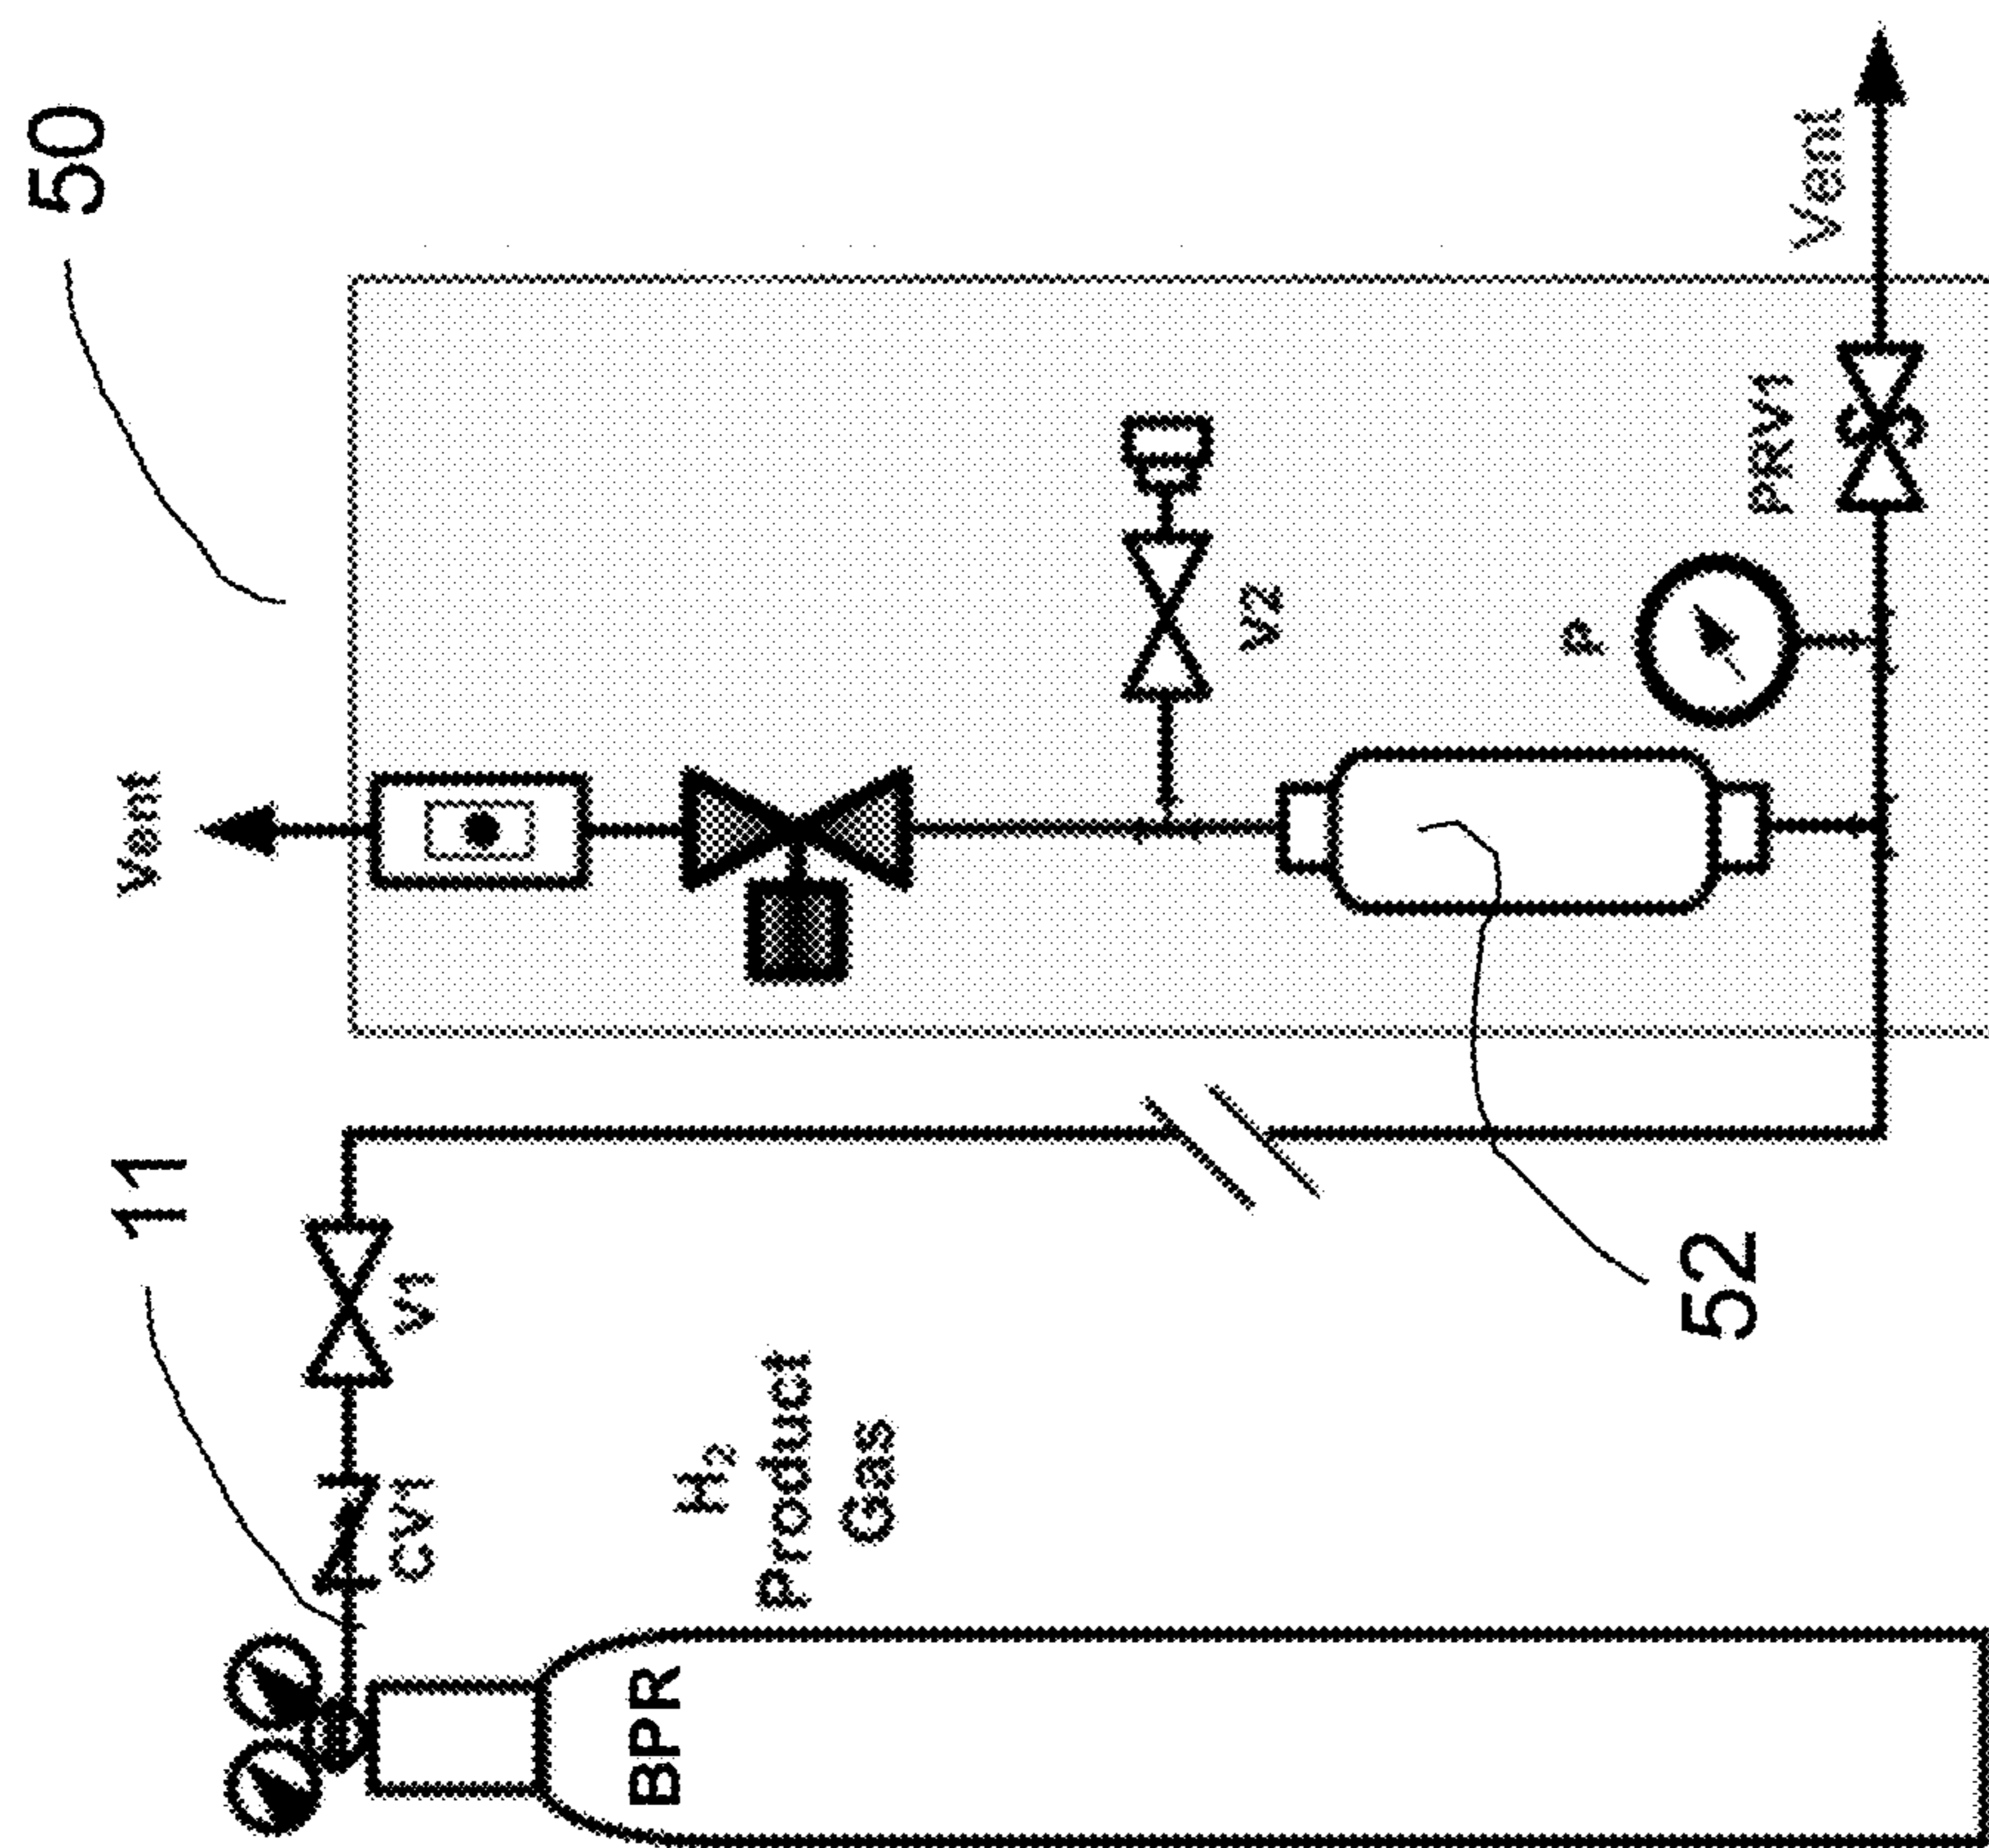 11
50
Vent
CV1
V1
BPR
H₂
Product
Gas
V2
P
52
PRV1
Vent